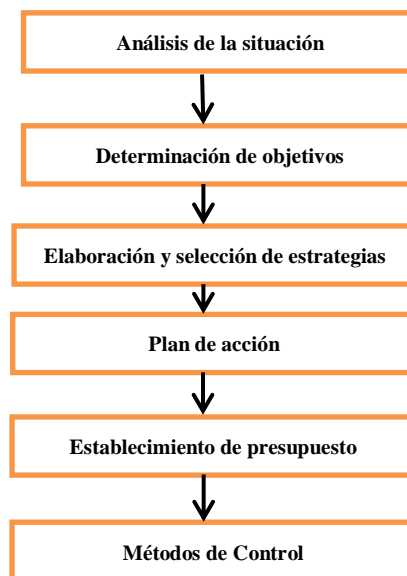 Análisis de la situación
Determinación de objetivos
Elaboración y selección de estrategias
Plan de acción
Establecimiento de presupuesto
Métodos de Control